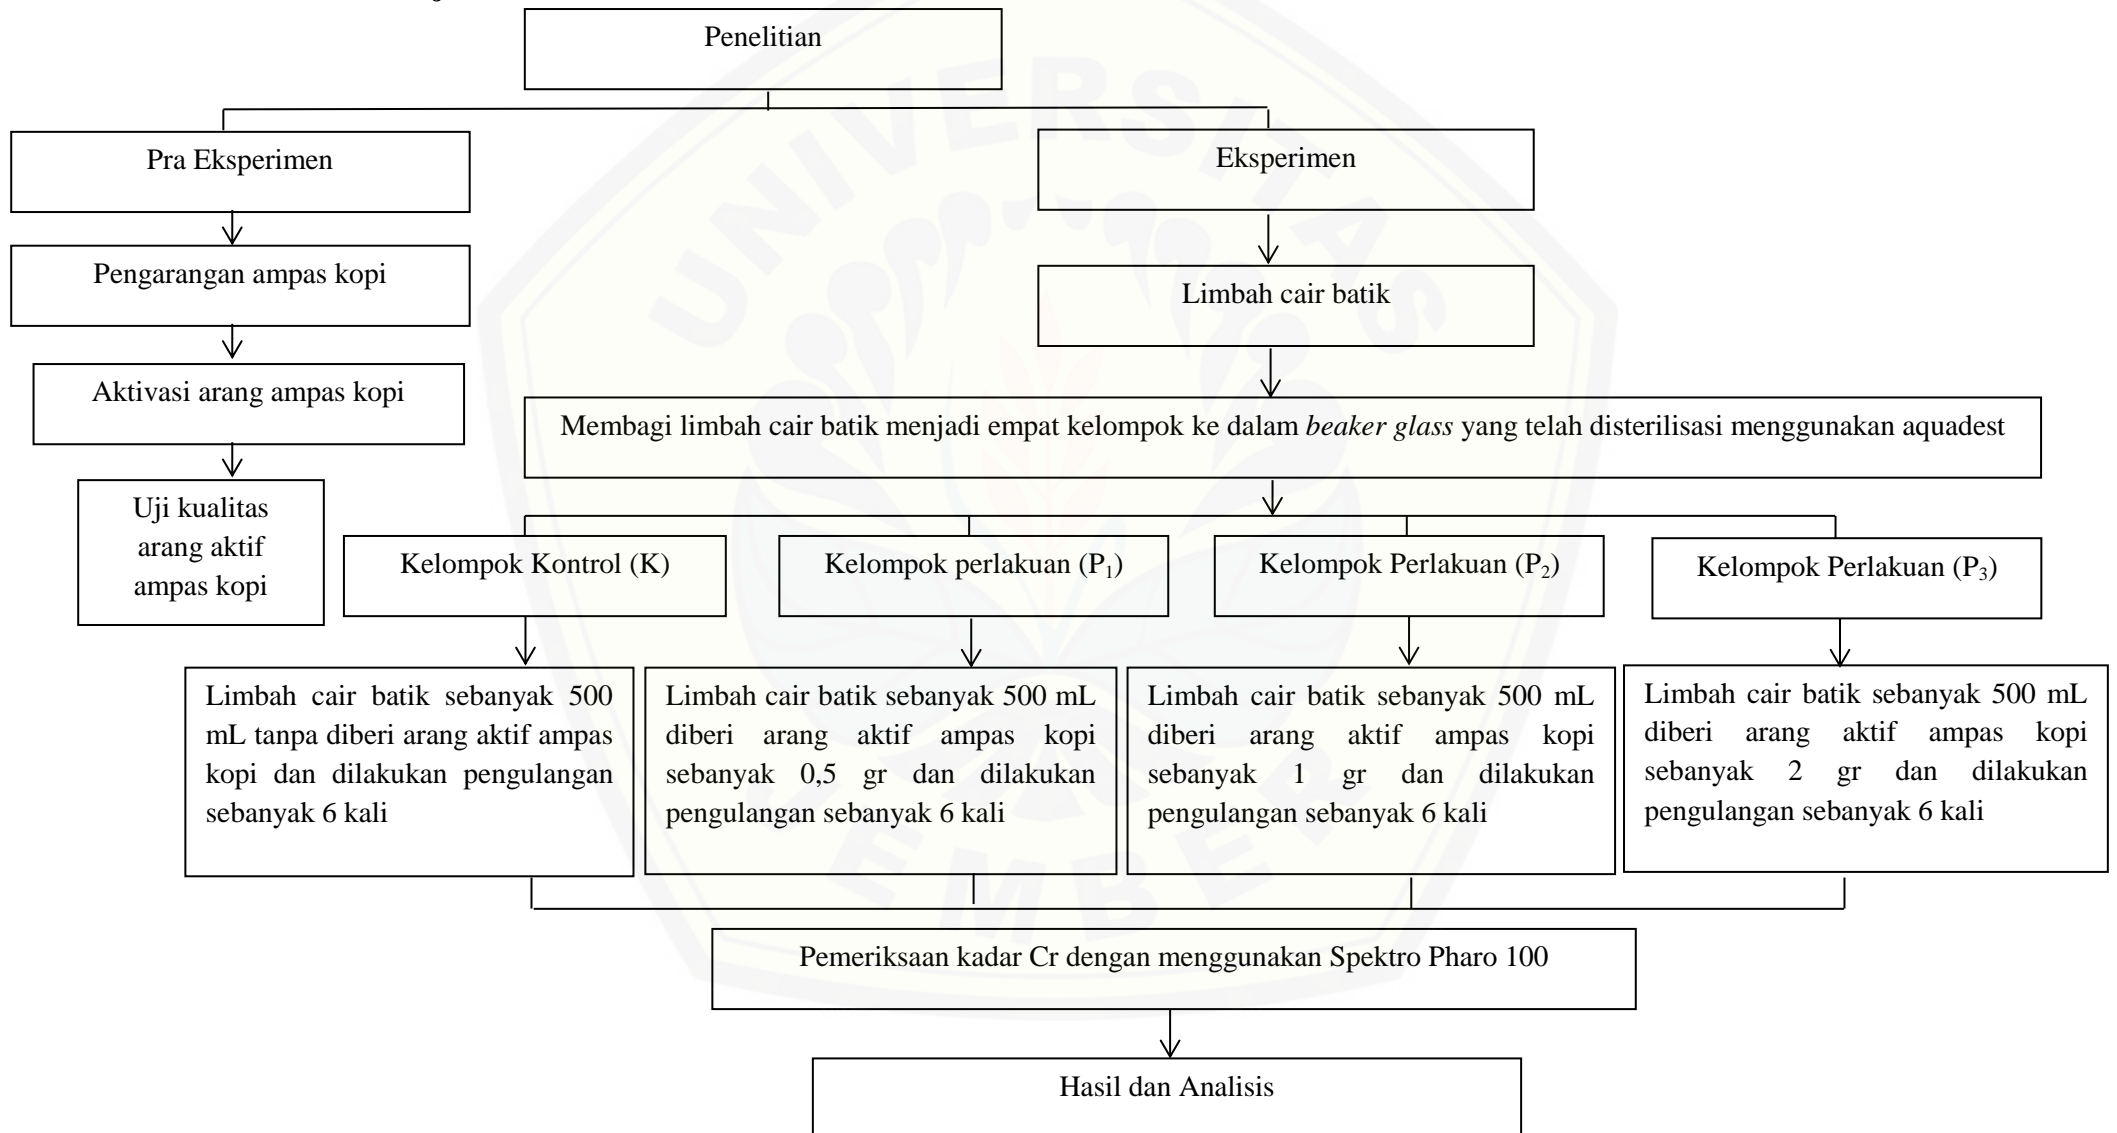 Penelitian
Pra Eksperimen
Eksperimen
Pengarangan ampas kopi
Limbah cair batik
Aktivasi arang ampas kopi
Membagi limbah cair batik menjadi empat kelompok ke dalam beaker glass yang telah disterilisasi menggunakan aquadest
Uji kualitas
arang aktif
ampas kopi
Kelompok Kontrol (K)
Kelompok perlakuan (P₁)
Kelompok Perlakuan (P₂)
Kelompok Perlakuan (P₃)
Limbah cair batik sebanyak 500
mL tanpa diberi arang aktif ampas
kopi dan dilakukan pengulangan
sebanyak 6 kali
Limbah cair batik sebanyak 500 mL
diberi arang aktif ampas kopi
sebanyak 0,5 gr dan dilakukan
pengulangan sebanyak 6 kali
Limbah cair batik sebanyak 500 mL
diberi arang aktif ampas kopi
sebanyak 1 gr dan dilakukan
pengulangan sebanyak 6 kali
Limbah cair batik sebanyak 500 mL
diberi arang aktif ampas kopi
sebanyak 2 gr dan dilakukan
pengulangan sebanyak 6 kali
Pemeriksaan kadar Cr dengan menggunakan Spektro Pharo 100
Hasil dan Analisis
UNIVERSITAS
JEMBER